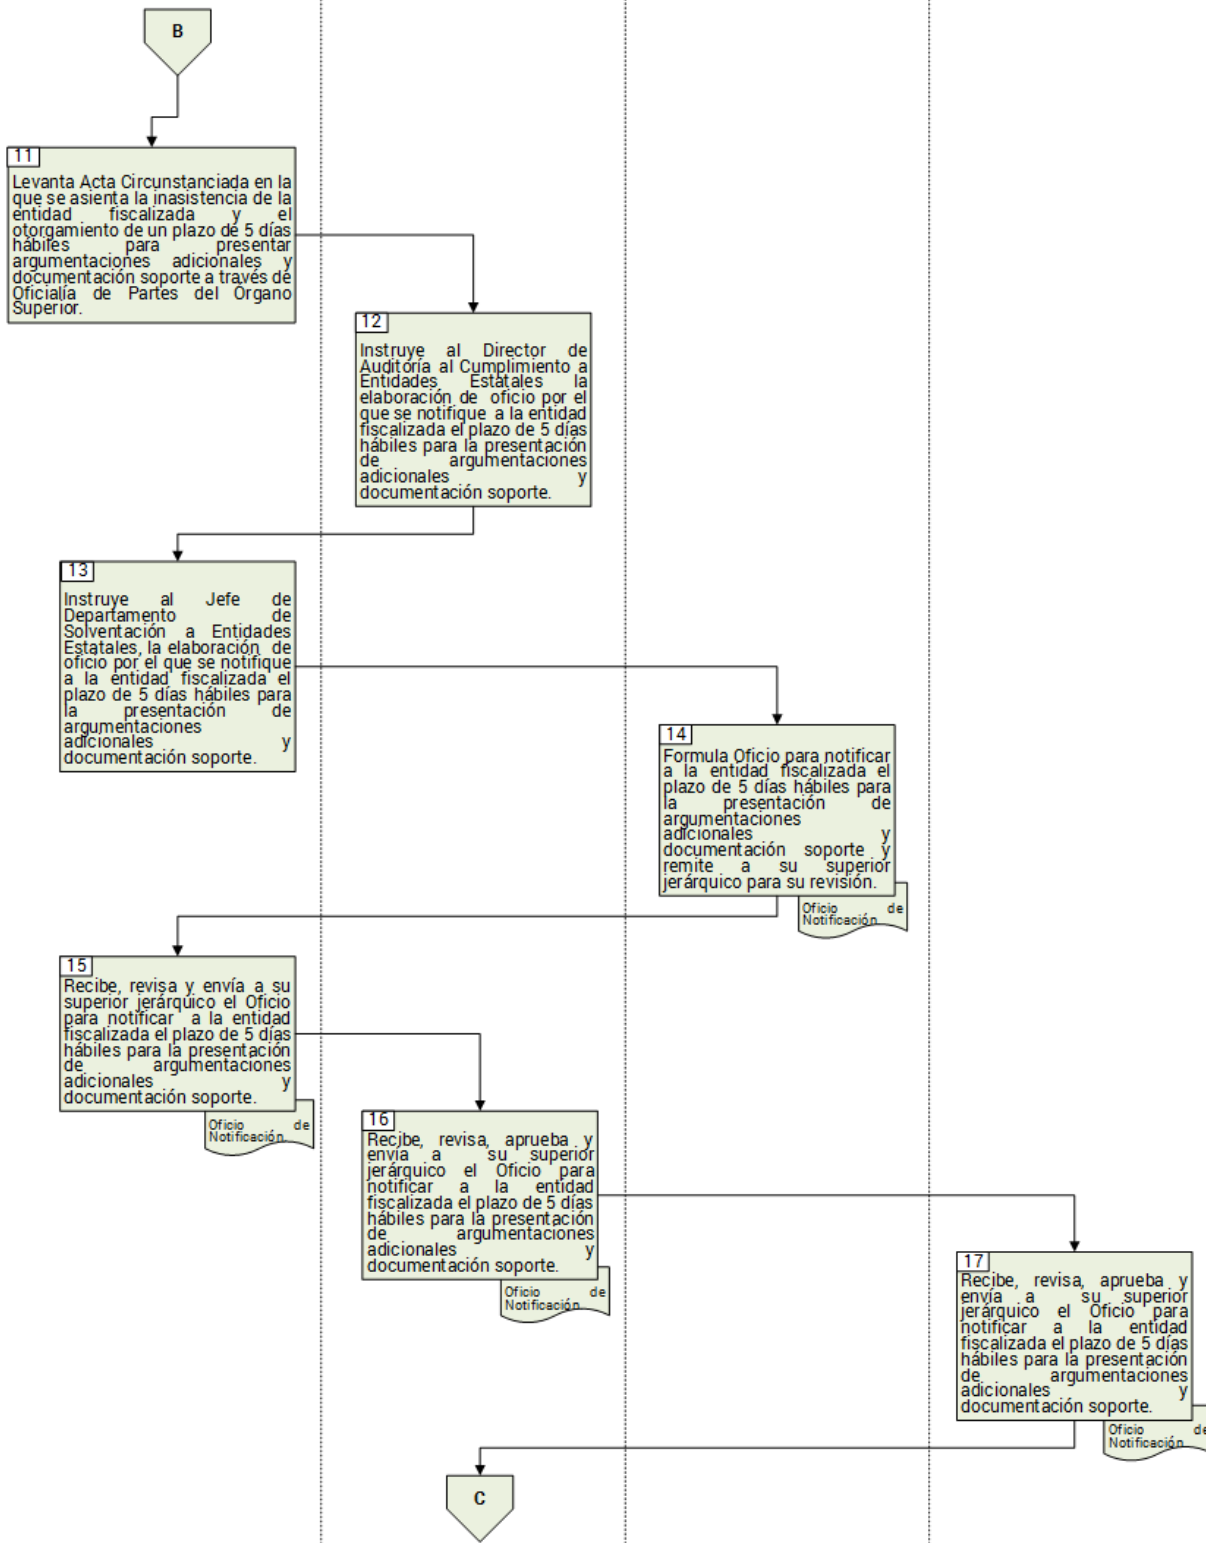 B
11
Levanta Acta Circunstanciada en la
que se asienta la inasistencia de la
entidad fiscalizada y el
otorgamiento de un plazo de 5 días
hábiles para presentar
argumentaciones adicionales y
documentación soporte a través de
Oficialía de Partes del Órgano
Superior.
12
Instruye al Director de
Auditoría al Cumplimiento a
Entidades Estatales la
elaboración de oficio por el
que se notifique a la entidad
fiscalizada el plazo de 5 días
hábiles para la presentación
de argumentaciones
adicionales y
documentación soporte.
13
Instruye al Jefe de
Departamento de
Solventación a Entidades
Estatales, la elaboración de
oficio por el que se notifique
a la entidad fiscalizada el
plazo de 5 días hábiles para
la presentación de
argumentaciones
adicionales y
documentación soporte.
14
Formula Oficio para notificar
a la entidad fiscalizada el
plazo de 5 días hábiles para
la presentación de
argumentaciones
adicionales y
documentación soporte y
remite a su superior
jerárquico para su revisión.
Oficio de
Notificación
15
Recibe, revisa y envía a su
superior jerárquico el Oficio
para notificar a la entidad
fiscalizada el plazo de 5 días
hábiles para la presentación
de argumentaciones
adicionales y
documentación soporte.
Oficio de
Notificación
16
Recibe, revisa, aprueba y
envía a su superior
jerárquico el Oficio para
notificar a la entidad
fiscalizada el plazo de 5 días
hábiles para la presentación
de argumentaciones
adicionales y
documentación soporte.
Oficio de
Notificación
17
Recibe, revisa, aprueba y
envía a su superior
jerárquico el Oficio para
notificar a la entidad
fiscalizada el plazo de 5 días
hábiles para la presentación
de argumentaciones
adicionales y
documentación soporte.
Oficio de
Notificación
C